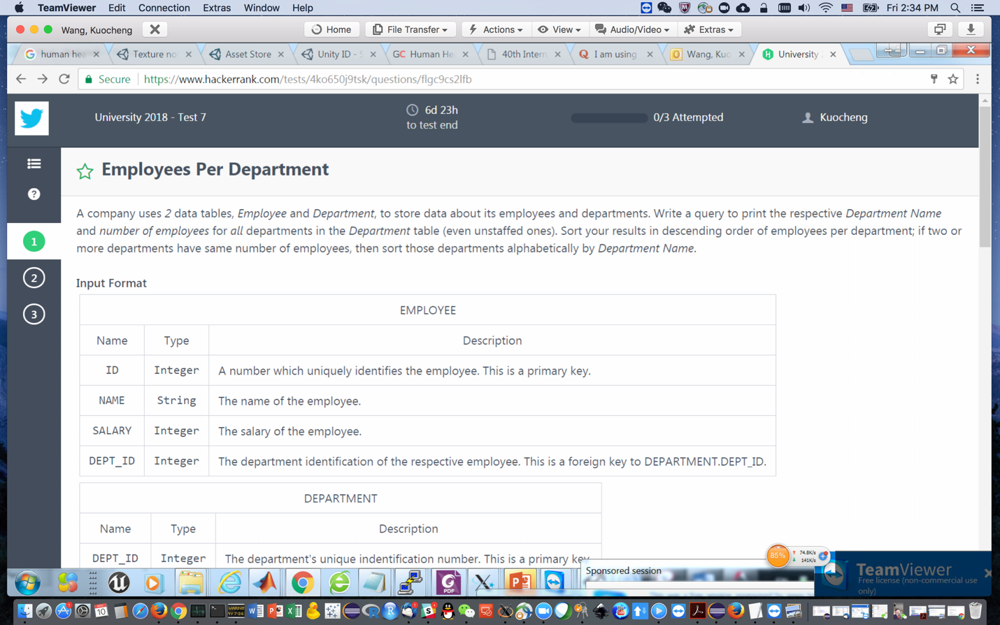 TeamViewer Edit Connection Extras Window Help Fri 2:34 PM
Wang, Kuocheng Home File Transfer Actions View Audio/Video Extras
human hea Texture no Asset Store Unity ID - S Human He 40th Intern I am using Wang, Kuo University
Secure https://www.hackerrank.com/tests/4ko650j9tsk/questions/flgc9cs2lfb
University 2018 - Test 7
6d 23h
to test end
0/3 Attempted
Kuocheng
Employees Per Department
A company uses 2 data tables, Employee and Department, to store data about its employees and departments. Write a query to print the respective Department Name
and number of employees for all departments in the Department table (even unstaffed ones). Sort your results in descending order of employees per department; if two or
more departments have same number of employees, then sort those departments alphabetically by Department Name.
1
2
3
Input Format
EMPLOYEE
Name Type Description
ID Integer A number which uniquely identifies the employee. This is a primary key.
NAME String The name of the employee.
SALARY Integer The salary of the employee.
DEPT_ID Integer The department identification of the respective employee. This is a foreign key to DEPARTMENT.DEPT_ID.
DEPARTMENT
Name Type Description
DEPT_ID Integer The department's unique indentification number. This is a primary key
85% 74.8K/s
141K/s
Sponsored session
TeamViewer
Free license (non-commercial use
only)